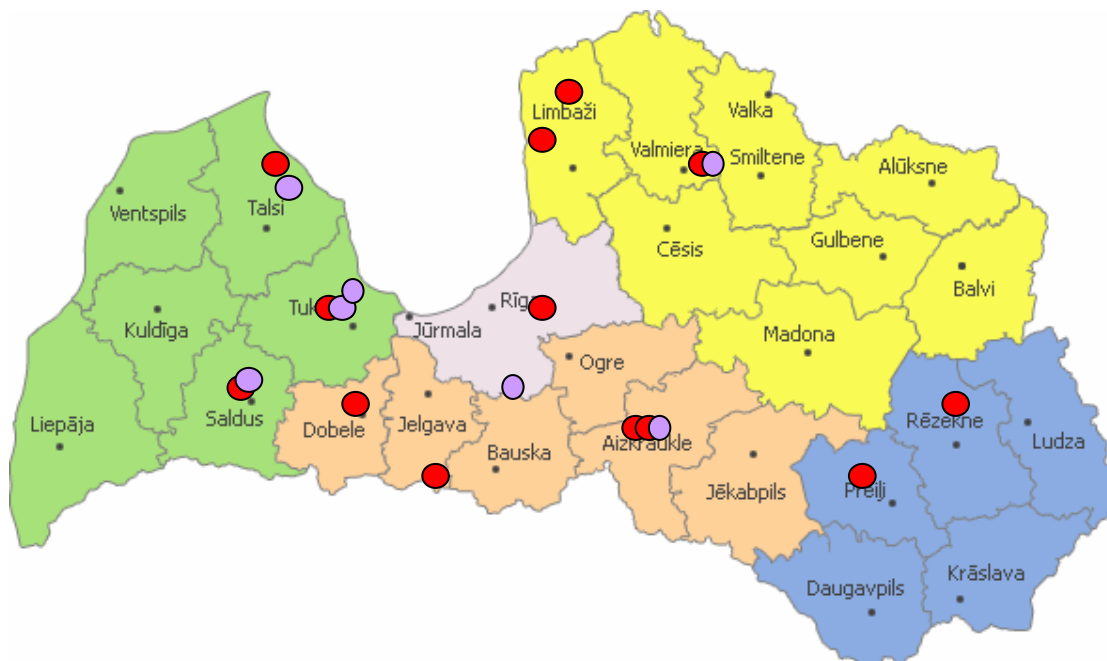 Limbaži
Valka
Valmiera
Smiltene
Alūksne
Ventspils
Talsi
Cēsis
Gulbene
Balvi
Tuk
Rīg
Kuldīga
Jūrmala
Madona
Ogre
Saldus
Liepāja
Dobele
Jelgava
Bauska
Aizkraukle
Rēzekne
Ludza
Jēkabpils
Preiļi
Daugavpils
Krāslava